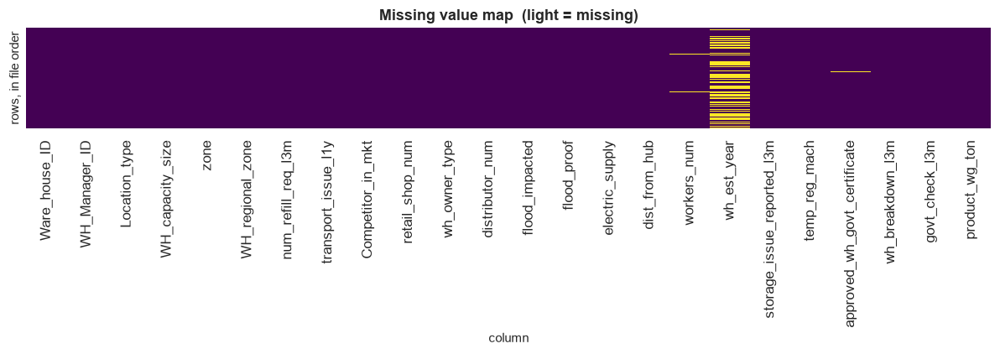 Missing value map  (light = missing)
rows, in file order
Ware_house_ID
WH_Manager_ID
Location_type
WH_capacity_size
zone
WH_regional_zone
num_refill_req_l3m
transport_issue_l1y
Competitor_in_mkt
retail_shop_num
wh_owner_type
distributor_num
flood_impacted
flood_proof
electric_supply
dist_from_hub
workers_num
wh_est_year
storage_issue_reported_l3m
temp_reg_mach
approved_wh_govt_certificate
wh_breakdown_l3m
govt_check_l3m
product_wg_ton
column